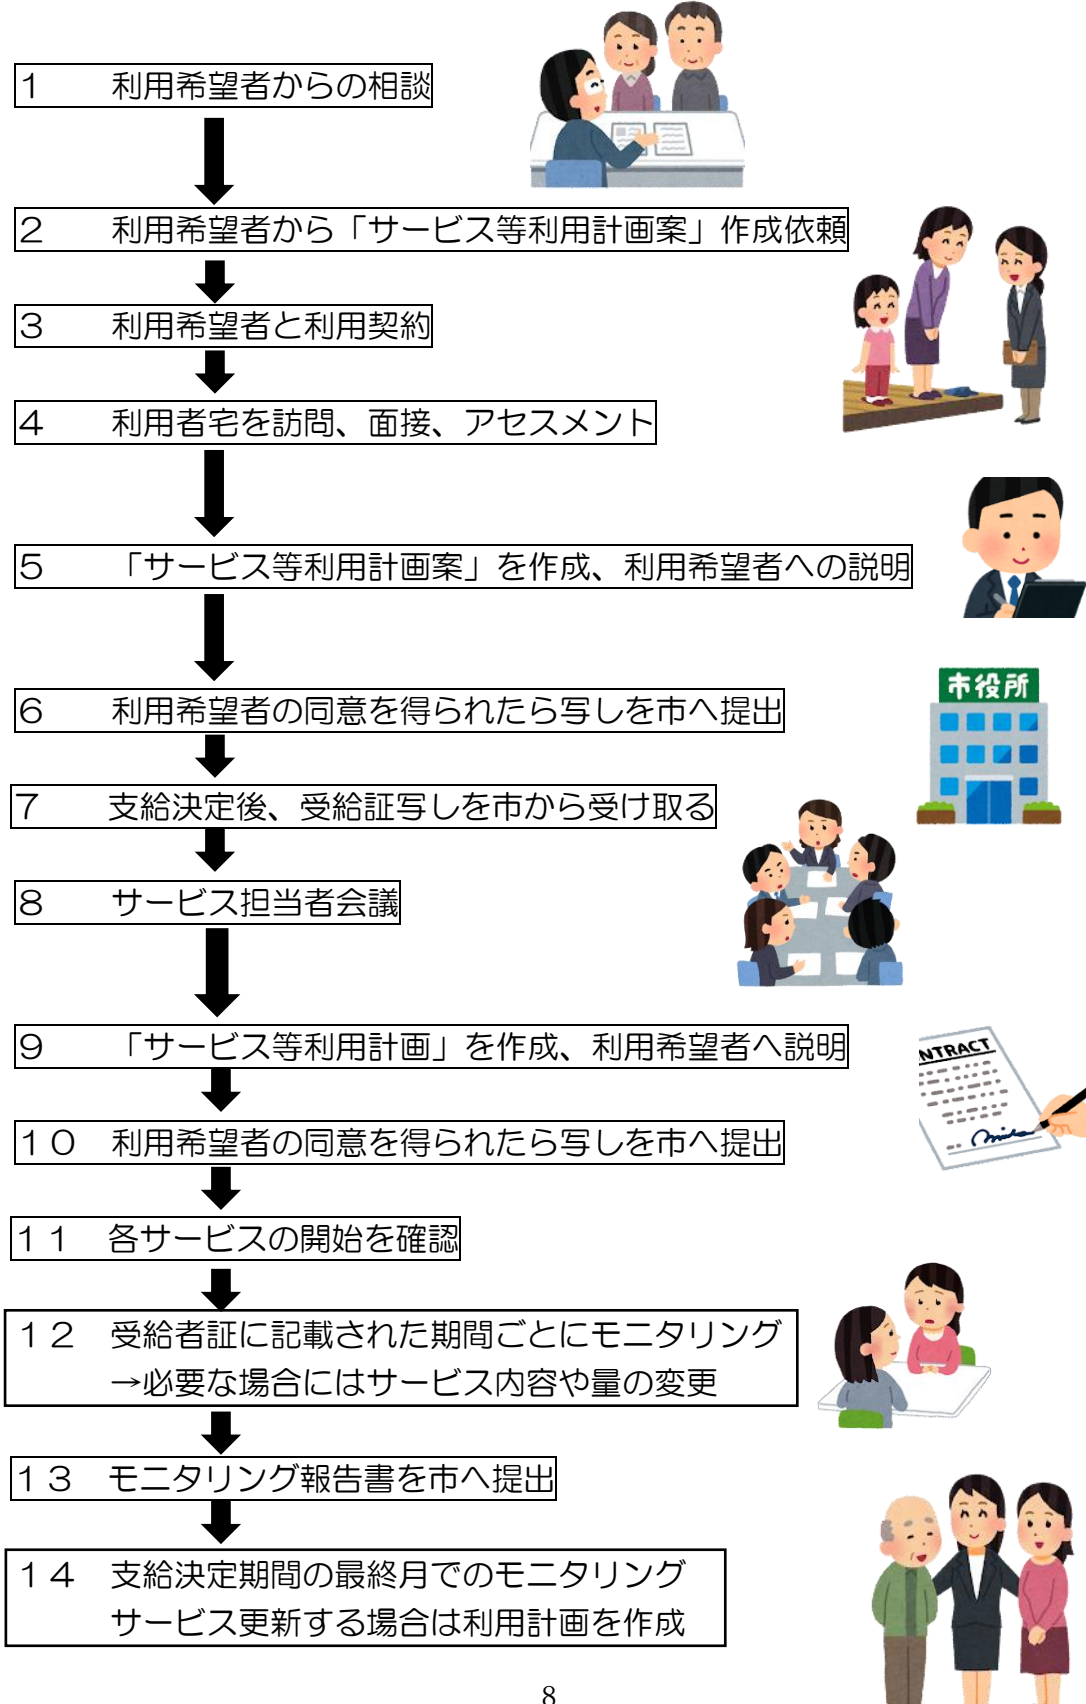 １　利用希望者からの相談
２　利用希望者から「サービス等利用計画案」作成依頼
３　利用希望者と利用契約
４　利用者宅を訪問、面接、アセスメント
５　「サービス等利用計画案」を作成、利用希望者への説明
６　利用希望者の同意を得られたら写しを市へ提出
市役所
７　支給決定後、受給証写しを市から受け取る
８　サービス担当者会議
９　「サービス等利用計画」を作成、利用希望者へ説明
NTRACT
１０　利用希望者の同意を得られたら写しを市へ提出
１１　各サービスの開始を確認
１２　受給者証に記載された期間ごとにモニタリング
→必要な場合にはサービス内容や量の変更
１３　モニタリング報告書を市へ提出
１４　支給決定期間の最終月でのモニタリング
サービス更新する場合は利用計画を作成
8